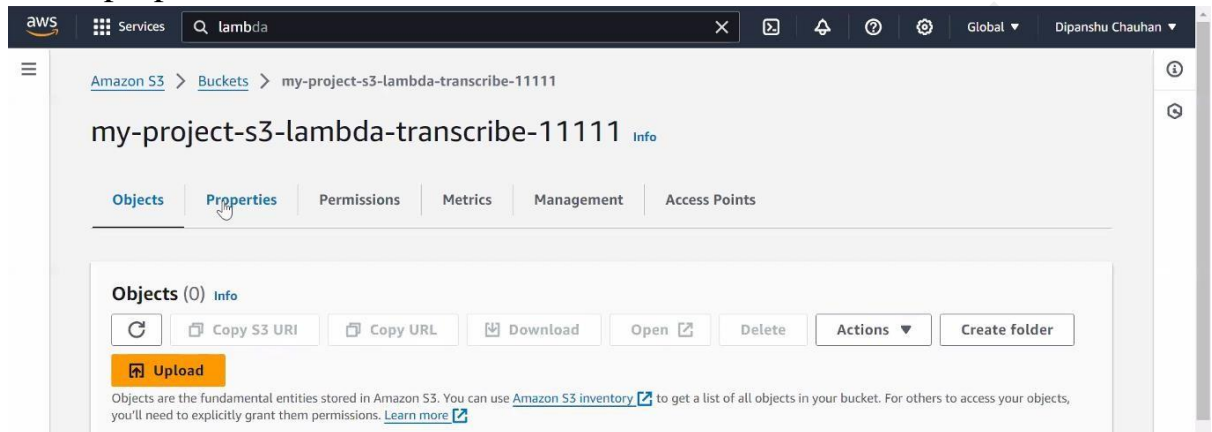 aws Services lambda Global ▼ Dipanshu Chauhan ▼
Amazon S3 > Buckets > my-project-s3-lambda-transcribe-11111
my-project-s3-lambda-transcribe-11111 Info
Objects Properties Permissions Metrics Management Access Points
Objects (0) Info
Copy S3 URI Copy URL Download Open Delete Actions ▼ Create folder
Upload
Objects are the fundamental entities stored in Amazon S3. You can use Amazon S3 inventory to get a list of all objects in your bucket. For others to access your objects,
you'll need to explicitly grant them permissions. Learn more